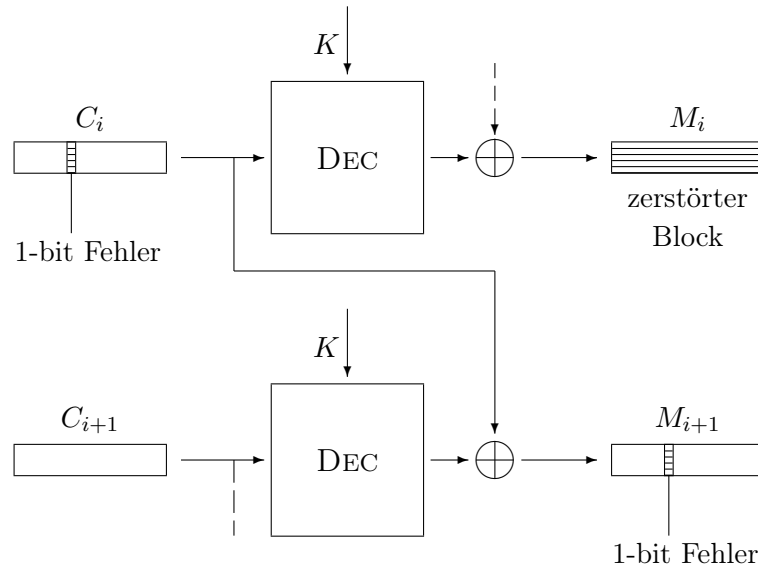 K
C_i
M_i
DEC
zerstörter
Block
1-bit Fehler
K
C_{i+1}
M_{i+1}
DEC
1-bit Fehler